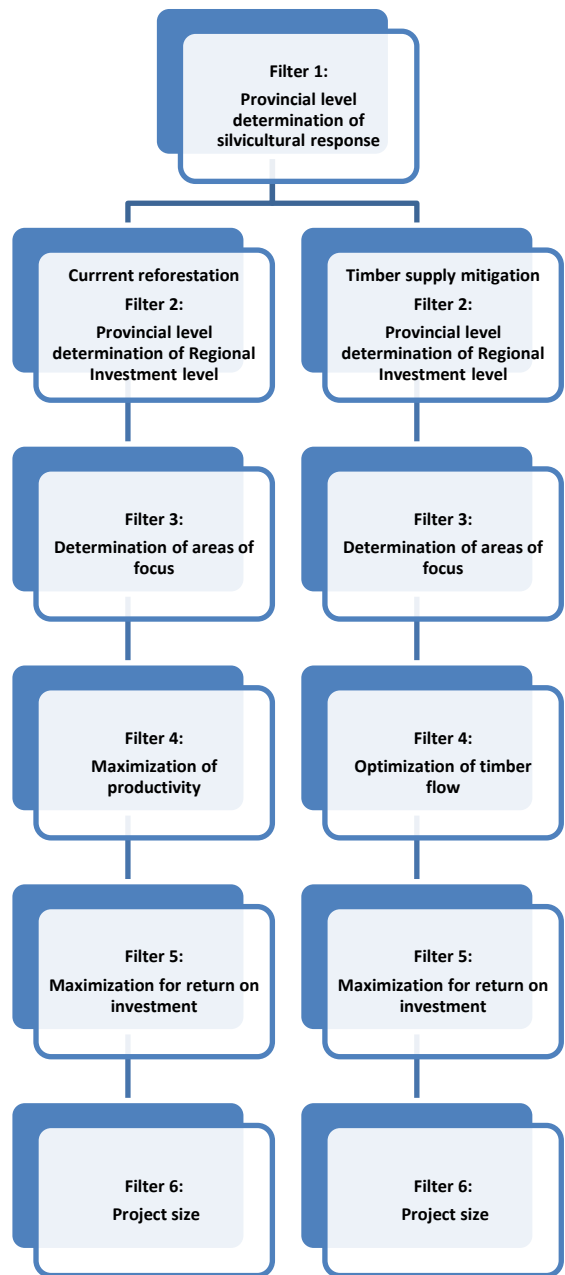 Filter 1:
Provincial level
determination of
silvicultural response
Currrent reforestation
Filter 2:
Provincial level
determination of Regional
Investment level
Timber supply mitigation
Filter 2:
Provincial level
determination of Regional
Investment level
Filter 3:
Determination of areas of
focus
Filter 3:
Determination of areas of
focus
Filter 4:
Maximization of
productivity
Filter 4:
Optimization of timber
flow
Filter 5:
Maximization for return on
investment
Filter 5:
Maximization for return on
investment
Filter 6:
Project size
Filter 6:
Project size